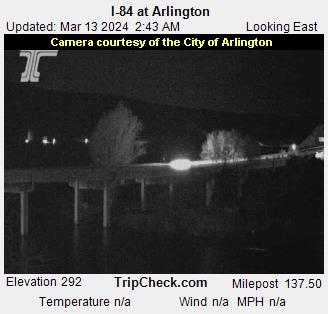 I-84 at Arlington
Updated: Mar 13 2024 2:43 AM Looking East
Camera courtesy of the City of Arlington
Elevation 292 TripCheck.com Milepost 137.50
Temperature n/a Wind n/a MPH n/a